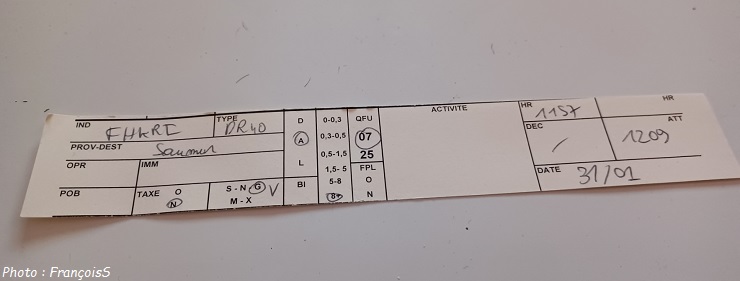 IND FHKRI TYPE DR40 D 0-0,3 QFU ACTIVITE HR 1157 HR
PROV-DEST Saumur A 0,3-0,5 07 DEC / ATT 1209
OPR IMM L 0,5-1,5 25
1,5- 5 FPL DATE 31/01
POB TAXE O S - N G V BI 5-8 O
N M - X 8+ N
Photo : FrançoisS